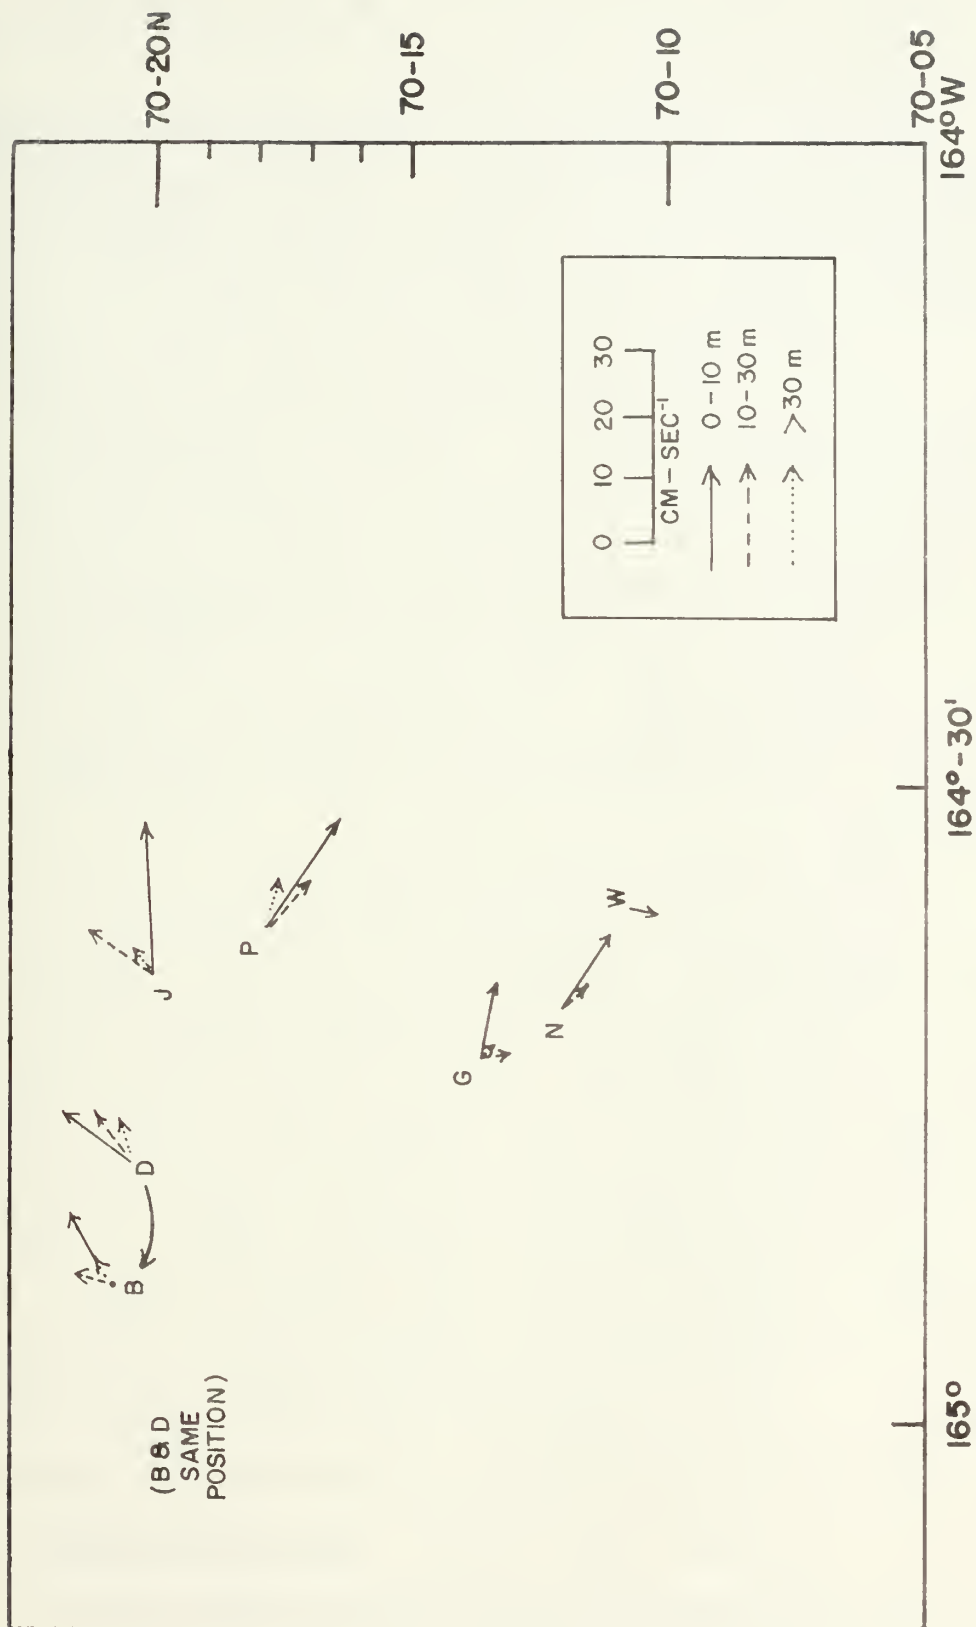 70-20N
70-15
70-10
70-05
164°W
164°-30'
165°
J
P
D
B
G
N
W
(B & D
SAME
POSITION)
0 10 20 30
CM-SEC⁻¹
0-10 m
10-30 m
>30 m